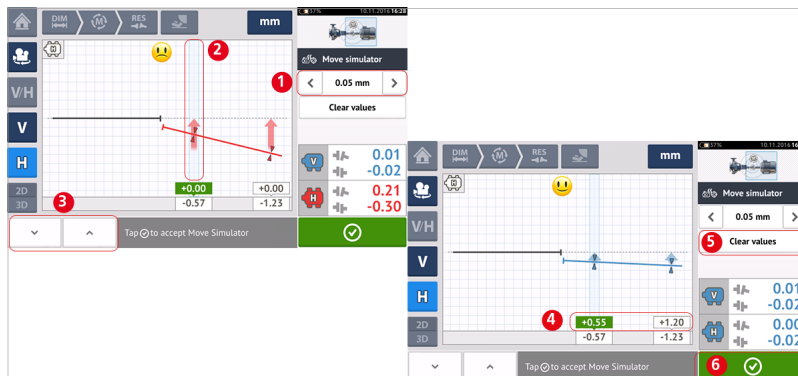 DIM M RES mm
57% 10.11.2016 16:28
H
2
1
Move simulator
0.05 mm
Clear values
V/H
V
H
2D
3D
V 0.01
-0.02
H 0.21
-0.30
+0.00 +0.00
-0.57 -1.23
3
Tap to accept Move Simulator
DIM M RES mm
57% 10.11.2016 16
H
Move simulator
0.05 mm
5 Clear values
V/H
V
H
2D
3D
V 0.01
-0.02
H 0.00
-0.02
4 +0.55 +1.20
-0.57 -1.23
Tap to accept Move Simulator
6